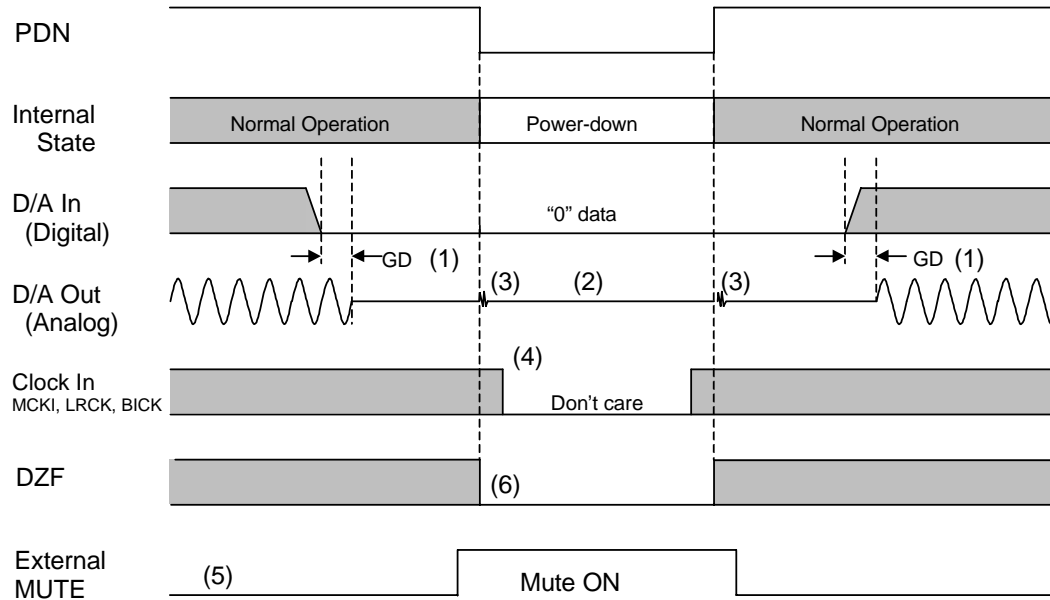 PDN
Internal
State
Normal Operation
Power-down
Normal Operation
D/A In
(Digital)
“0” data
GD (1)
GD (1)
D/A Out
(Analog)
(3)
(2)
(3)
Clock In
MCKI, LRCK, BICK
(4)
Don’t care
DZF
(6)
External
MUTE
(5)
Mute ON